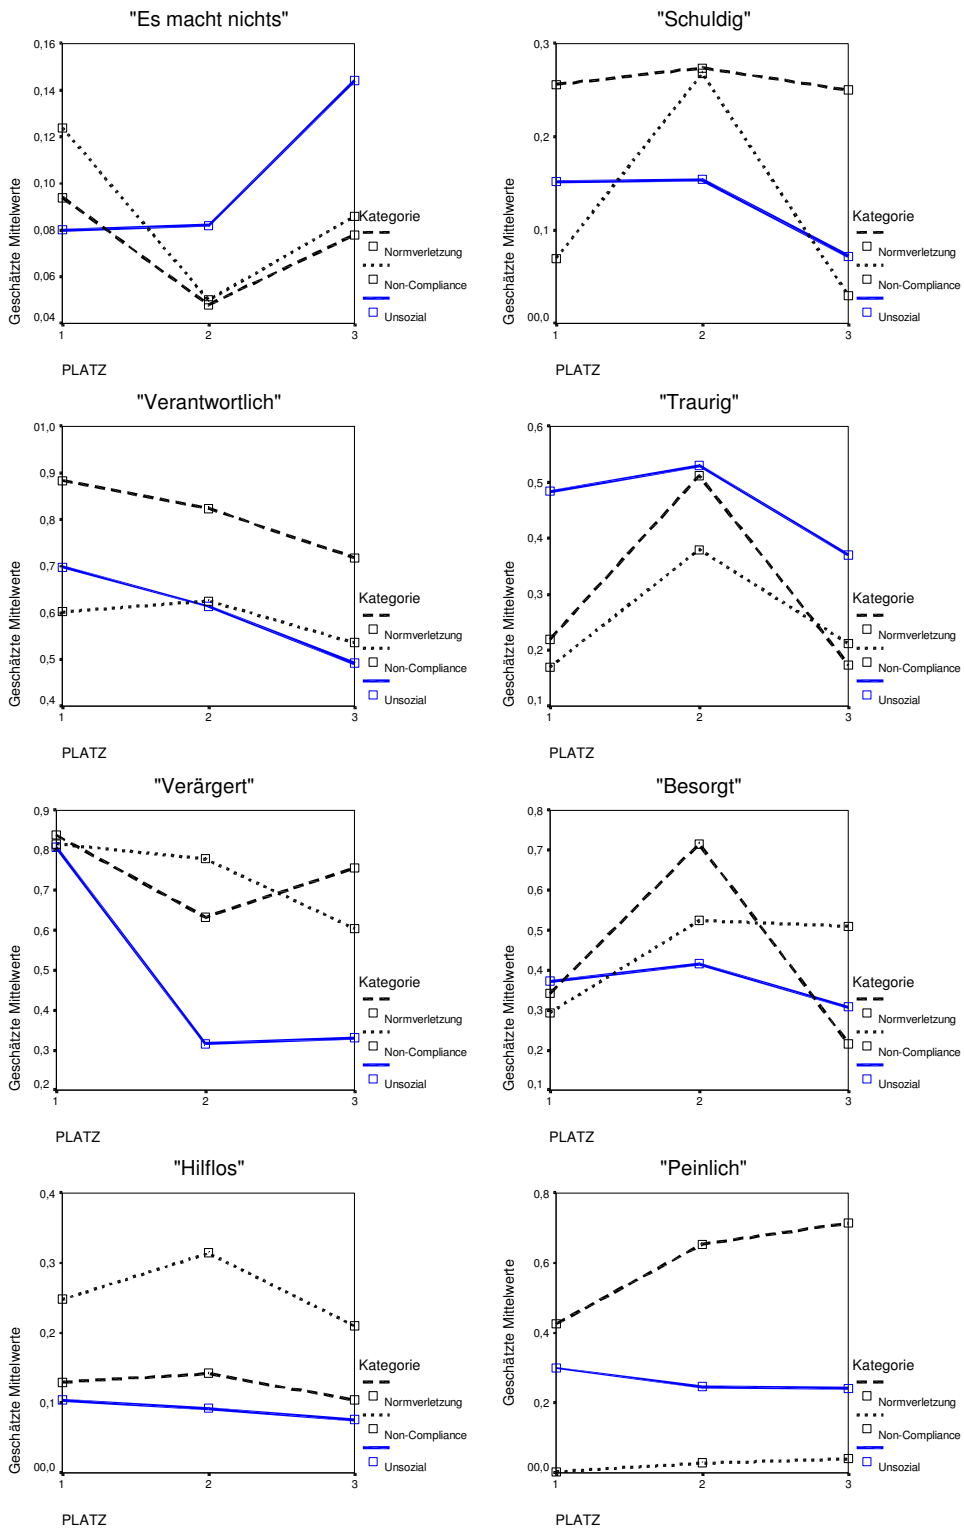 "Es macht nichts"
Geschätzte Mittelwerte
0,16
0,14
0,12
0,10
0,08
0,06
0,04
1
2
3
PLATZ
Kategorie
Normverletzung
Non-Compliance
Unsozial
"Schuldig"
Geschätzte Mittelwerte
0,3
0,2
0,1
00,0
1
2
3
PLATZ
Kategorie
Normverletzung
Non-Compliance
Unsozial
"Verantwortlich"
Geschätzte Mittelwerte
01,0
0,9
0,8
0,7
0,6
0,5
0,4
1
2
3
PLATZ
Kategorie
Normverletzung
Non-Compliance
Unsozial
"Traurig"
Geschätzte Mittelwerte
0,6
0,5
0,4
0,3
0,2
0,1
1
2
3
PLATZ
Kategorie
Normverletzung
Non-Compliance
Unsozial
"Verärgert"
Geschätzte Mittelwerte
0,9
0,8
0,7
0,6
0,5
0,4
0,3
0,2
1
2
3
PLATZ
Kategorie
Normverletzung
Non-Compliance
Unsozial
"Besorgt"
Geschätzte Mittelwerte
0,8
0,7
0,6
0,5
0,4
0,3
0,2
0,1
1
2
3
PLATZ
Kategorie
Normverletzung
Non-Compliance
Unsozial
"Hilflos"
Geschätzte Mittelwerte
0,4
0,3
0,2
0,1
00,0
1
2
3
PLATZ
Kategorie
Normverletzung
Non-Compliance
Unsozial
"Peinlich"
Geschätzte Mittelwerte
0,8
0,6
0,4
0,2
00,0
1
2
3
PLATZ
Kategorie
Normverletzung
Non-Compliance
Unsozial